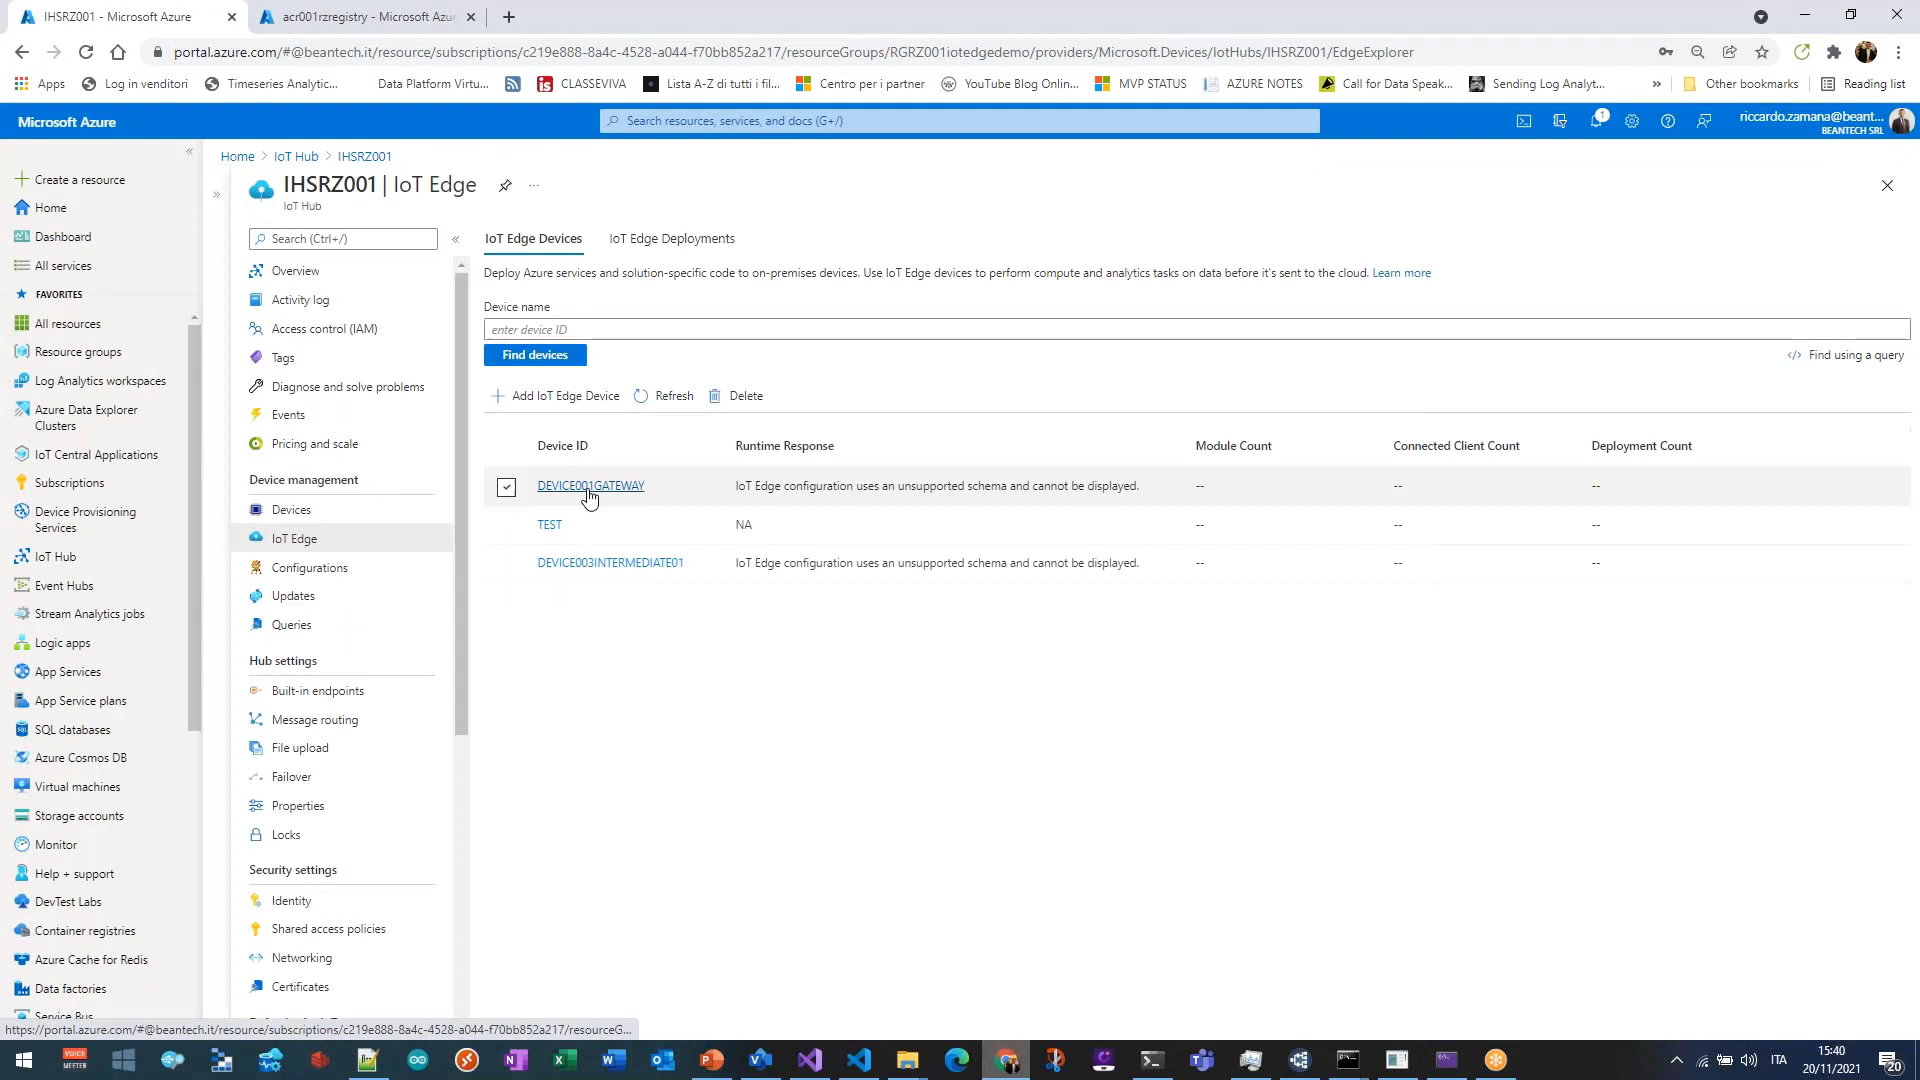 IHSRZ001 - Microsoft Azure
acr001rzregistry - Microsoft Azu
portal.azure.com/#@beantech.it/resource/subscriptions/c219e888-8a4c-4528-a044-f70bb852a217/resourceGroups/RGRZ001iotedgedemo/providers/Microsoft.Devices/IotHubs/IHSRZ001/EdgeExplorer
Apps
Log in venditori
Timeseries Analytic...
Data Platform Virtu...
CLASSEVIVA
Lista A-Z di tutti i fil...
Centro per i partner
YouTube Blog Onlin...
MVP STATUS
AZURE NOTES
Call for Data Speak...
Sending Log Analyt...
»
Other bookmarks
Reading list
Microsoft Azure
Search resources, services, and docs (G+/)
1
riccardo.zamana@beant...
BEANTECH SRL
Create a resource
Home
Dashboard
All services
FAVORITES
All resources
Resource groups
Log Analytics workspaces
Azure Data Explorer
Clusters
IoT Central Applications
Subscriptions
Device Provisioning
Services
IoT Hub
Event Hubs
Stream Analytics jobs
Logic apps
App Services
App Service plans
SQL databases
Azure Cosmos DB
Virtual machines
Storage accounts
Monitor
Help + support
DevTest Labs
Container registries
Azure Cache for Redis
Data factories
Service Bus
Home > IoT Hub > IHSRZ001
IHSRZ001 | IoT Edge
IoT Hub
Search (Ctrl+/)
Overview
Activity log
Access control (IAM)
Tags
Diagnose and solve problems
Events
Pricing and scale
Device management
Devices
IoT Edge
Configurations
Updates
Queries
Hub settings
Built-in endpoints
Message routing
File upload
Failover
Properties
Locks
Security settings
Identity
Shared access policies
Networking
Certificates
IoT Edge Devices
IoT Edge Deployments
Deploy Azure services and solution-specific code to on-premises devices. Use IoT Edge devices to perform compute and analytics tasks on data before it's sent to the cloud. Learn more
Device name
enter device ID
Find devices
</> Find using a query
Add IoT Edge Device
Refresh
Delete
Device ID Runtime Response Module Count Connected Client Count Deployment Count
DEVICE001GATEWAY IoT Edge configuration uses an unsupported schema and cannot be displayed. -- -- --
TEST NA -- -- --
DEVICE003INTERMEDIATE01 IoT Edge configuration uses an unsupported schema and cannot be displayed. -- -- --
https://portal.azure.com/#@beantech.it/resource/subscriptions/c219e888-8a4c-4528-a044-f70bb852a217/resourceG...
VOICE
MEETER
ITA
15:40
20/11/2021
20